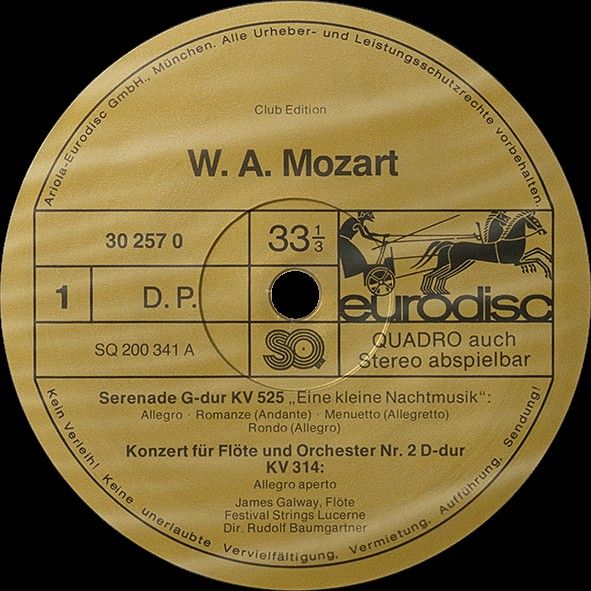 Ariola-Eurodisc GmbH., München. Alle Urheber- und Leistungsschutzrechte vorbehalten.
Club Edition
W. A. Mozart
30 257 0
33 1/3
1
D. P.
eurodisc
SQ 200 341 A
SQ
QUADRO auch
Stereo abspielbar
Serenade G-dur KV 525 „Eine kleine Nachtmusik“:
Allegro · Romanze (Andante) · Menuetto (Allegretto)
Rondo (Allegro)
Konzert für Flöte und Orchester Nr. 2 D-dur
KV 314:
Allegro aperto
James Galway, Flöte
Festival Strings Lucerne
Dir. Rudolf Baumgartner
Kein Verleih! Keine unerlaubte Vervielfältigung, Vermietung, Aufführung, Sendung!